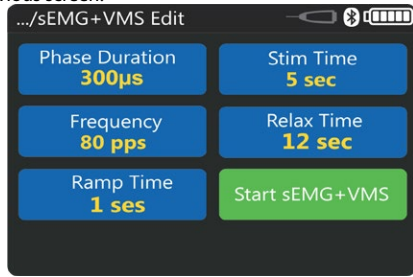 .../sEMG+VMS Edit
Phase Duration
300µs
Stim Time
5 sec
Frequency
80 pps
Relax Time
12 sec
Ramp Time
1 ses
Start sEMG+VMS